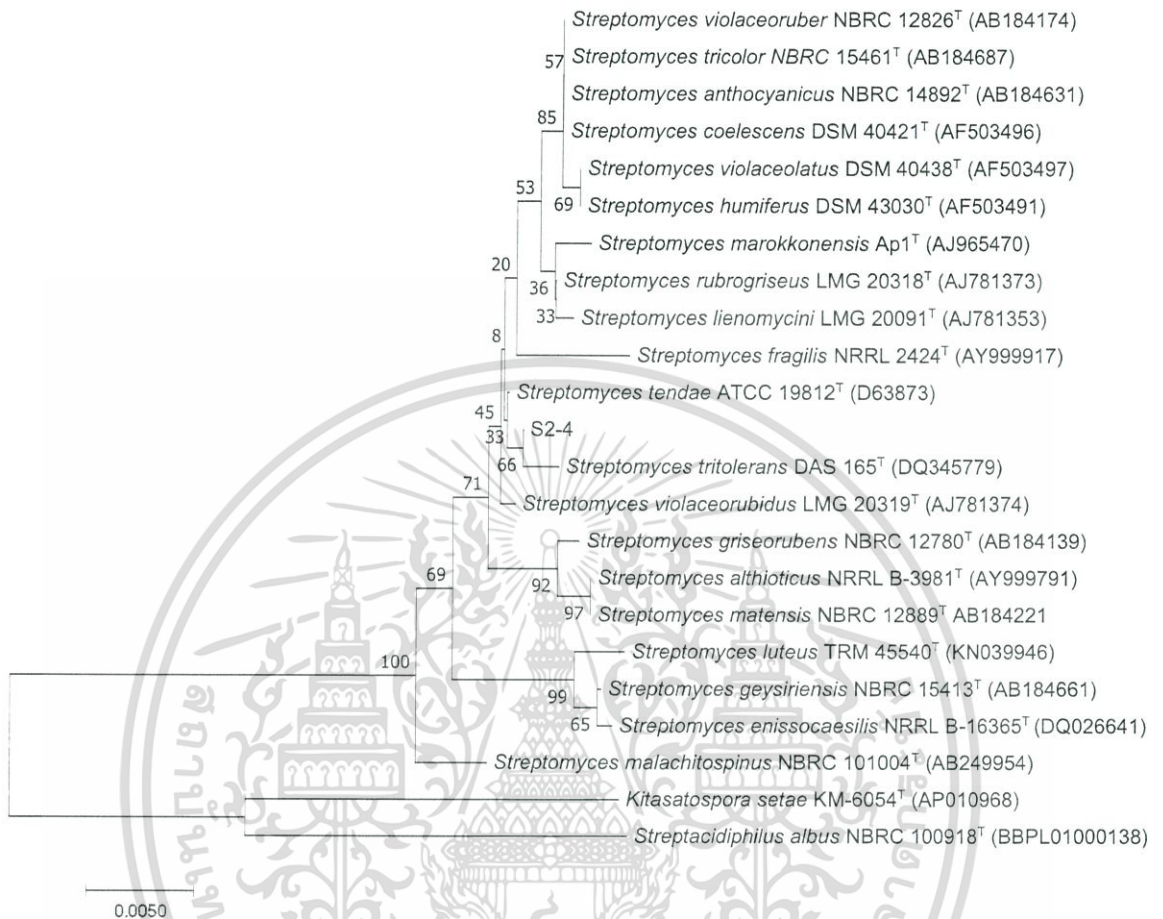 Streptomyces violaceoruber NBRC 12826ᵀ (AB184174)
57
Streptomyces tricolor NBRC 15461ᵀ (AB184687)
Streptomyces anthocyanicus NBRC 14892ᵀ (AB184631)
85
Streptomyces coelescens DSM 40421ᵀ (AF503496)
Streptomyces violaceolatus DSM 40438ᵀ (AF503497)
53
69
Streptomyces humiferus DSM 43030ᵀ (AF503491)
Streptomyces marokkonensis Ap1ᵀ (AJ965470)
20
36
Streptomyces rubrogriseus LMG 20318ᵀ (AJ781373)
33
Streptomyces lienomycini LMG 20091ᵀ (AJ781353)
8
Streptomyces fragilis NRRL 2424ᵀ (AY999917)
Streptomyces tendae ATCC 19812ᵀ (D63873)
45
33
S2-4
66
Streptomyces tritolerans DAS 165ᵀ (DQ345779)
71
Streptomyces violaceorubidus LMG 20319ᵀ (AJ781374)
Streptomyces griseorubens NBRC 12780ᵀ (AB184139)
69
92
Streptomyces althioticus NRRL B-3981ᵀ (AY999791)
97
Streptomyces matensis NBRC 12889ᵀ AB184221
Streptomyces luteus TRM 45540ᵀ (KN039946)
100
99
Streptomyces geysiriensis NBRC 15413ᵀ (AB184661)
65
Streptomyces enissocaesilis NRRL B-16365ᵀ (DQ026641)
Streptomyces malachitospinus NBRC 101004ᵀ (AB249954)
Kitasatospora setae KM-6054ᵀ (AP010968)
Streptacidiphilus albus NBRC 100918ᵀ (BBPL01000138)
0.0050